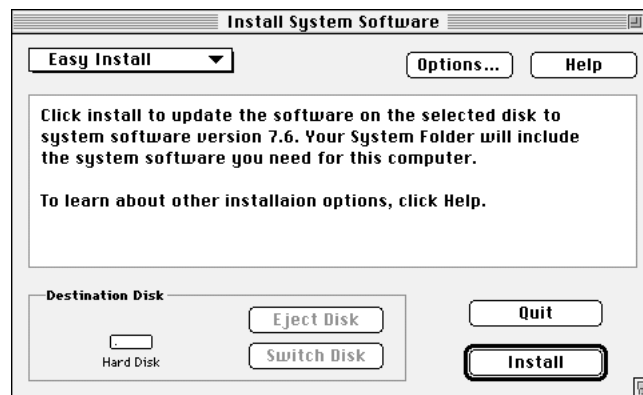 Install System Software
Easy Install
Options...
Help
Click install to update the software on the selected disk to
system software version 7.6. Your System Folder will include
the system software you need for this computer.
To learn about other installaion options, click Help.
Destination Disk
Eject Disk
Quit
Hard Disk
Switch Disk
Install